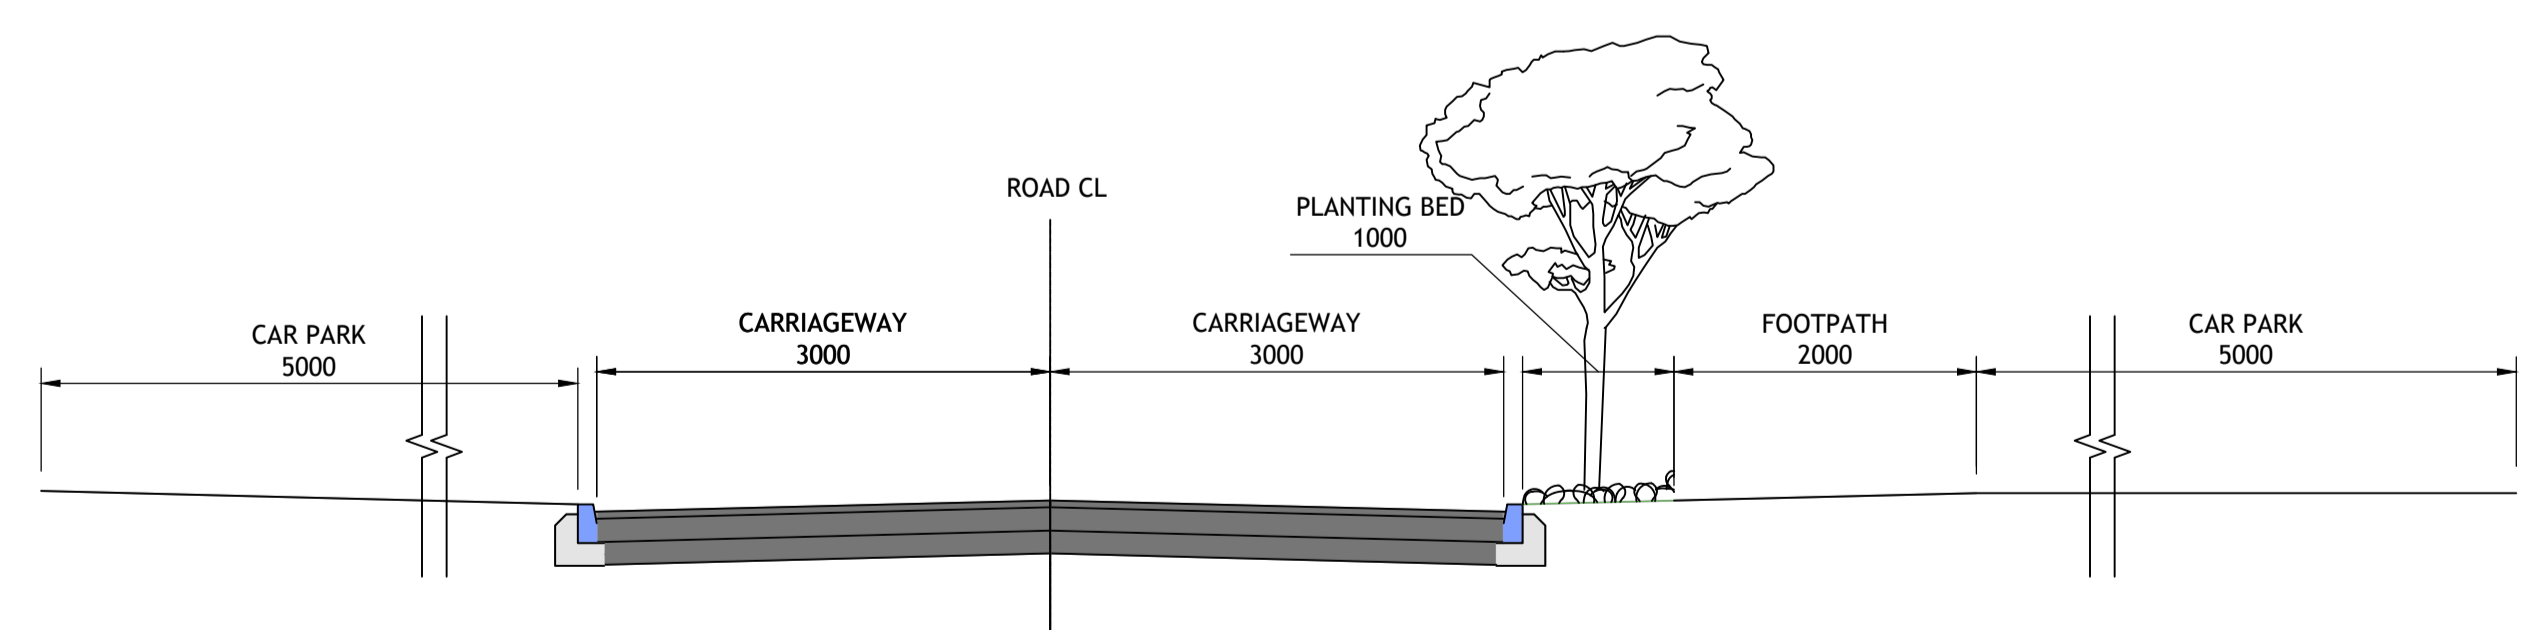 ROAD CL
PLANTING BED
1000
CAR PARK
5000
CARRIAGEWAY
3000
CARRIAGEWAY
3000
FOOTPATH
2000
CAR PARK
5000